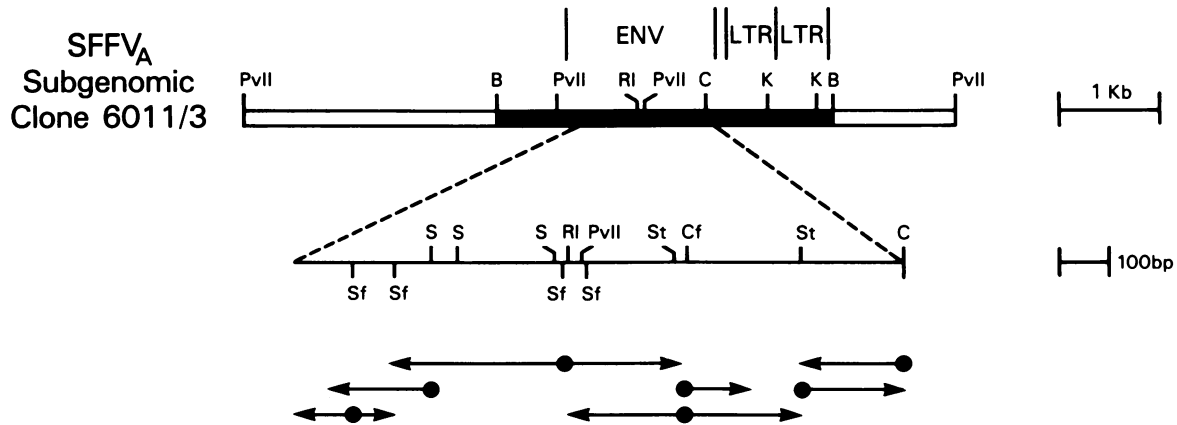 ENV LTR LTR
SFFVA
Subgenomic
Clone 6011/3
PvII B PvII RI PvII C K K B PvII
1 Kb
S S S RI PvII St Cf St C
100bp
Sf Sf Sf Sf